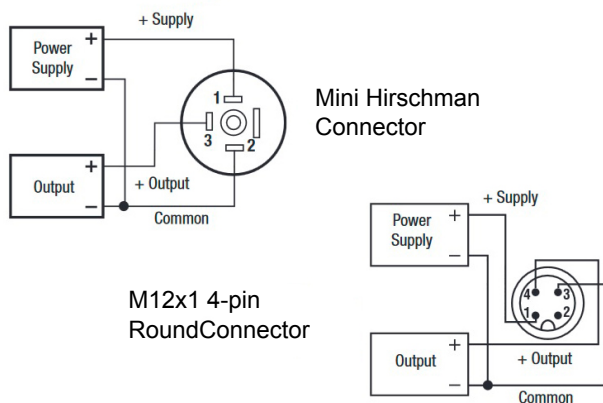 + Supply
Power
Supply
+
−
1
3
2
Mini Hirschman
Connector
Output
+
−
+ Output
Common
+ Supply
Power
Supply
+
−
4
3
1
2
M12x1 4-pin
RoundConnector
Output
+
−
+ Output
Common